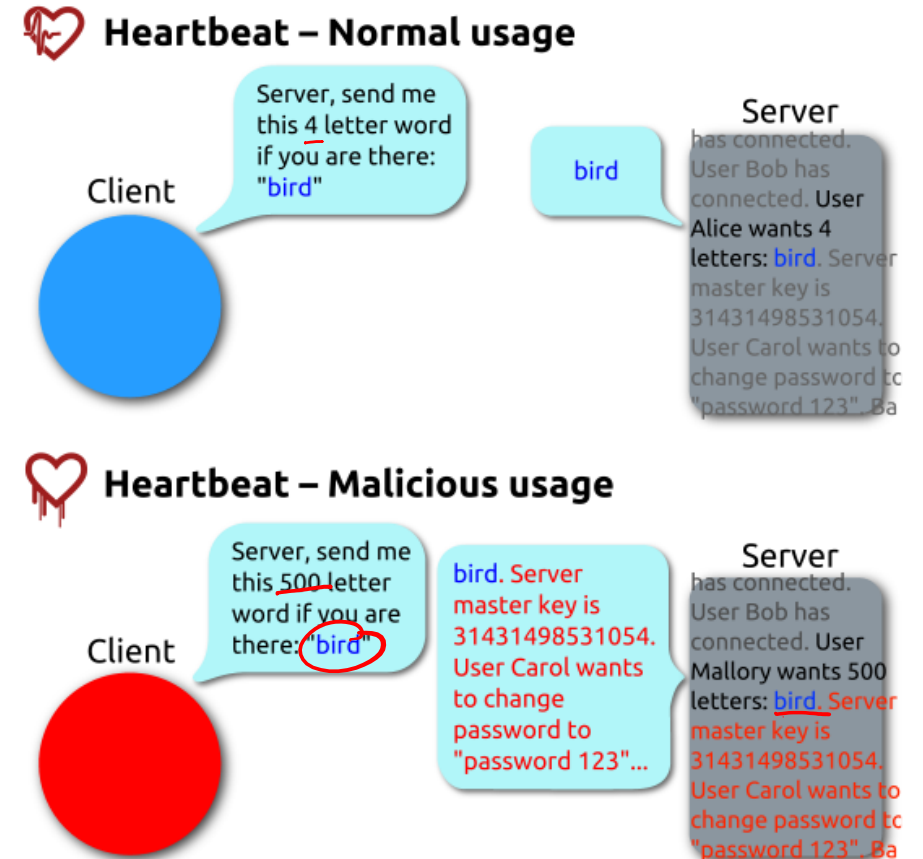 Heartbeat – Normal usage
Server, send me
this 4 letter word
if you are there:
"bird"
Client
bird
Server
has connected.
User Bob has
connected. User
Alice wants 4
letters: bird. Server
master key is
31431498531054.
User Carol wants to
change password to
"password 123". Ba
Heartbeat – Malicious usage
Server, send me
this 500 letter
word if you are
there: "bird"
Client
bird. Server
master key is
31431498531054.
User Carol wants
to change
password to
"password 123"...
Server
has connected.
User Bob has
connected. User
Mallory wants 500
letters: bird. Server
master key is
31431498531054.
User Carol wants to
change password to
"password 123". Ba